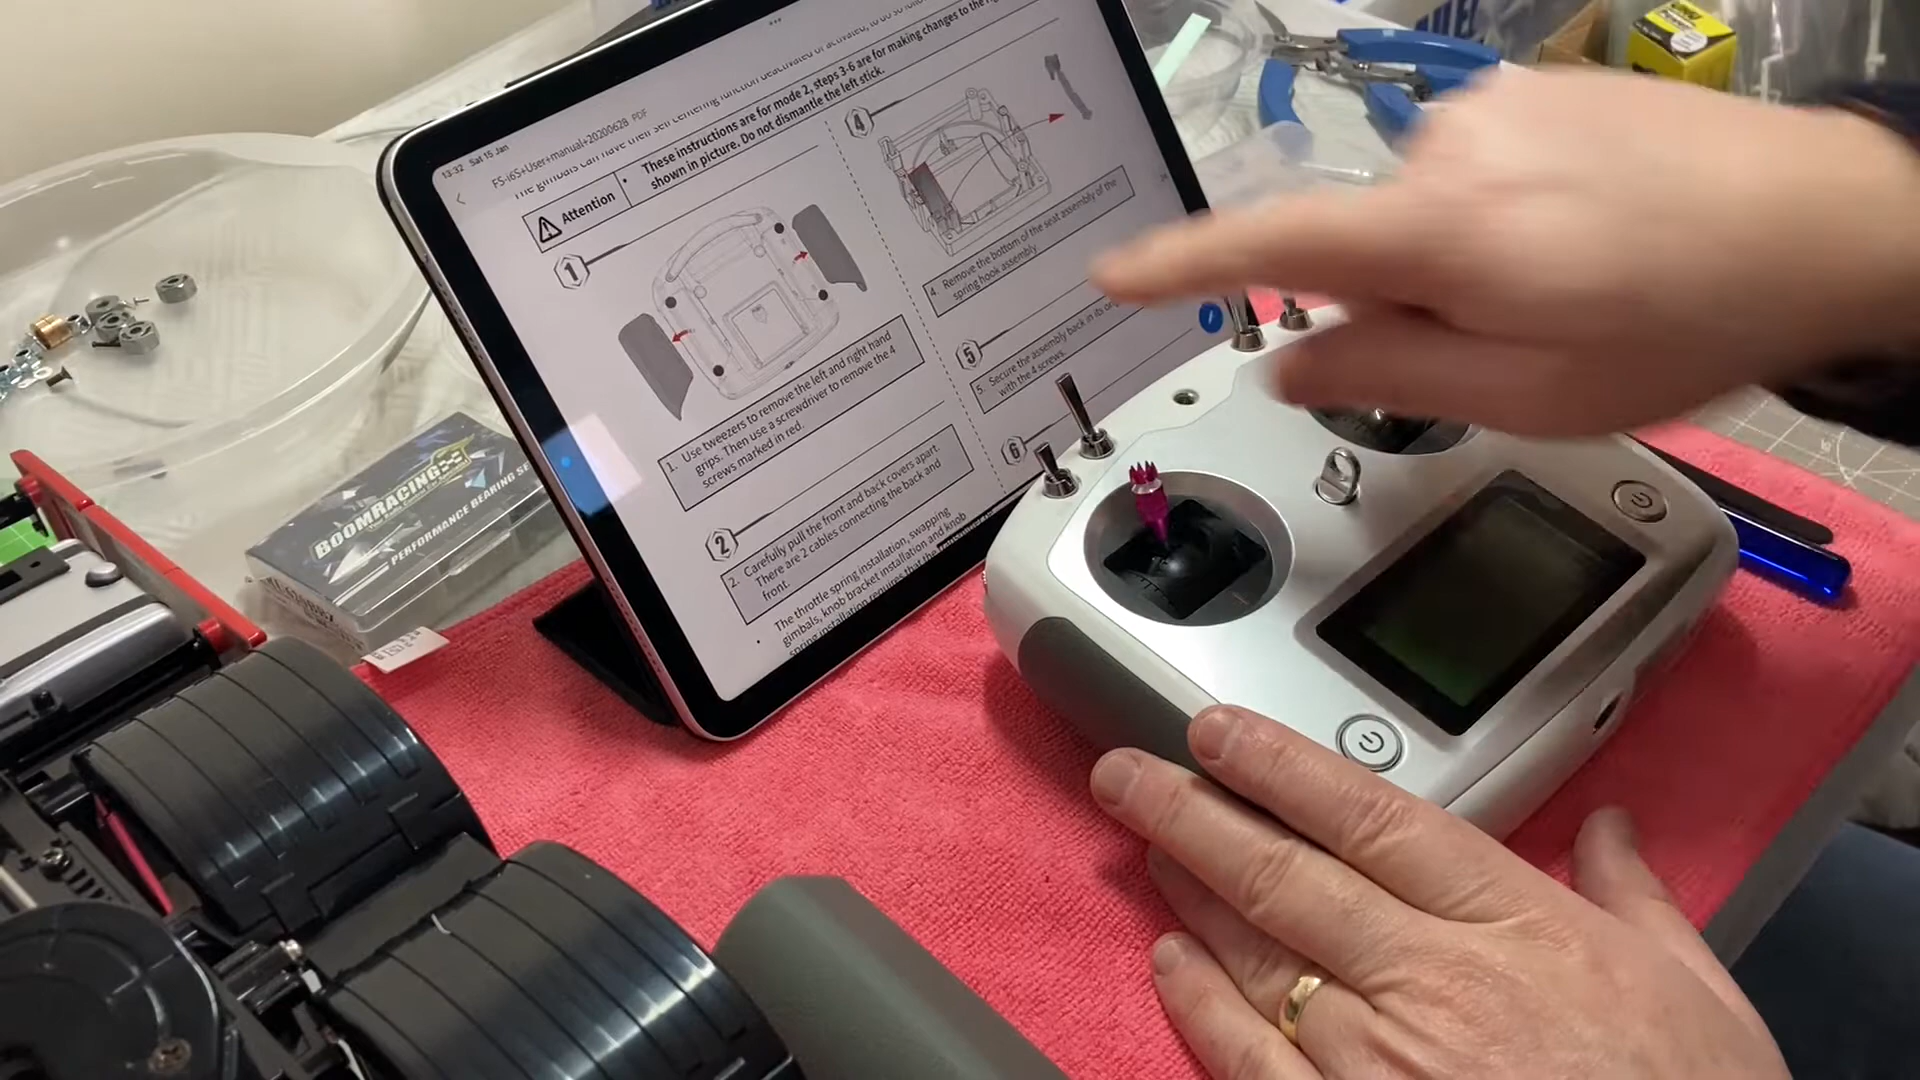 13:32 Sat 15 Jan
FS-i6S+User+manual+20200628 PDF
The gimbals can have their self centering function deactivated or activated, to do so
Attention
• These instructions are for mode 2, steps 3-6 are for making changes to the
shown in picture. Do not dismantle the left stick.
1
1. Use tweezers to remove the left and right hand
grips. Then use a screwdriver to remove the 4
screws marked in red.
2
2. Carefully pull the front and back covers apart.
There are 2 cables connecting the back and
front.
• The throttle spring installation, swapping
gimbals, knob bracket installation and knob
spring installation requires that the
4
4. Remove the bottom of the seat assembly of the
spring hook assembly
5
5. Secure the assembly back in its
with the 4 screws.
6
BOOMRACING
PERFORMANCE BEARING SE